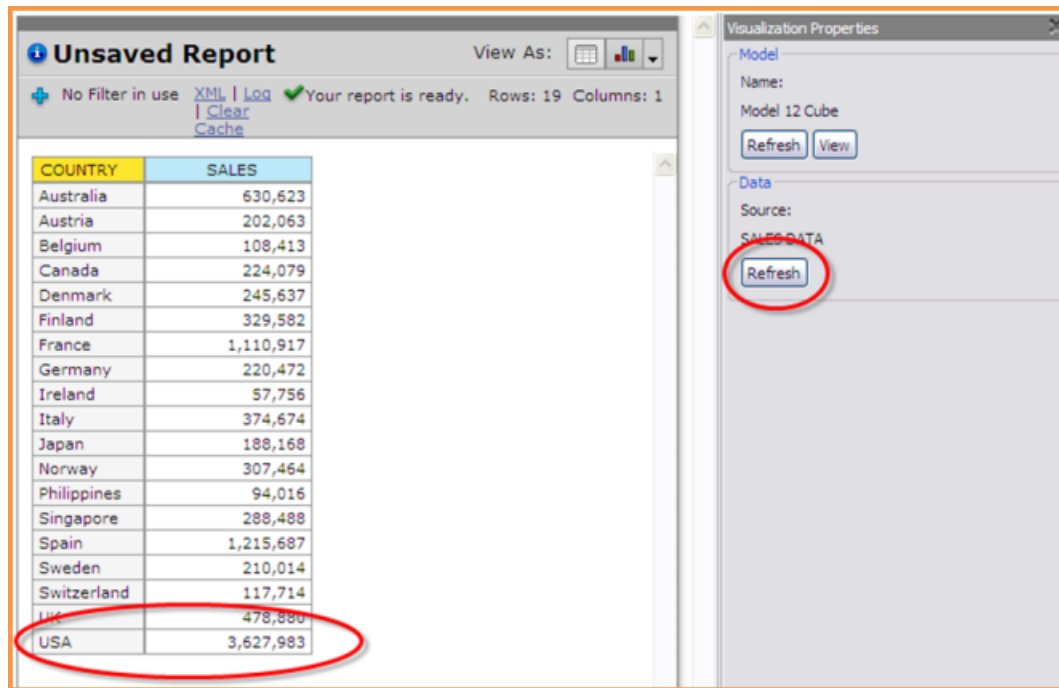 Unsaved Report
View As:
No Filter in use XML | Log ✔Your report is ready. Rows: 19 Columns: 1
| Clear
Cache
COUNTRY SALES
Australia 630,623
Austria 202,063
Belgium 108,413
Canada 224,079
Denmark 245,637
Finland 329,582
France 1,110,917
Germany 220,472
Ireland 57,756
Italy 374,674
Japan 188,168
Norway 307,464
Philippines 94,016
Singapore 288,488
Spain 1,215,687
Sweden 210,014
Switzerland 117,714
UK 478,880
USA 3,627,983
Visualization Properties
Model
Name:
Model 12 Cube
Refresh View
Data
Source:
SALES DATA
Refresh